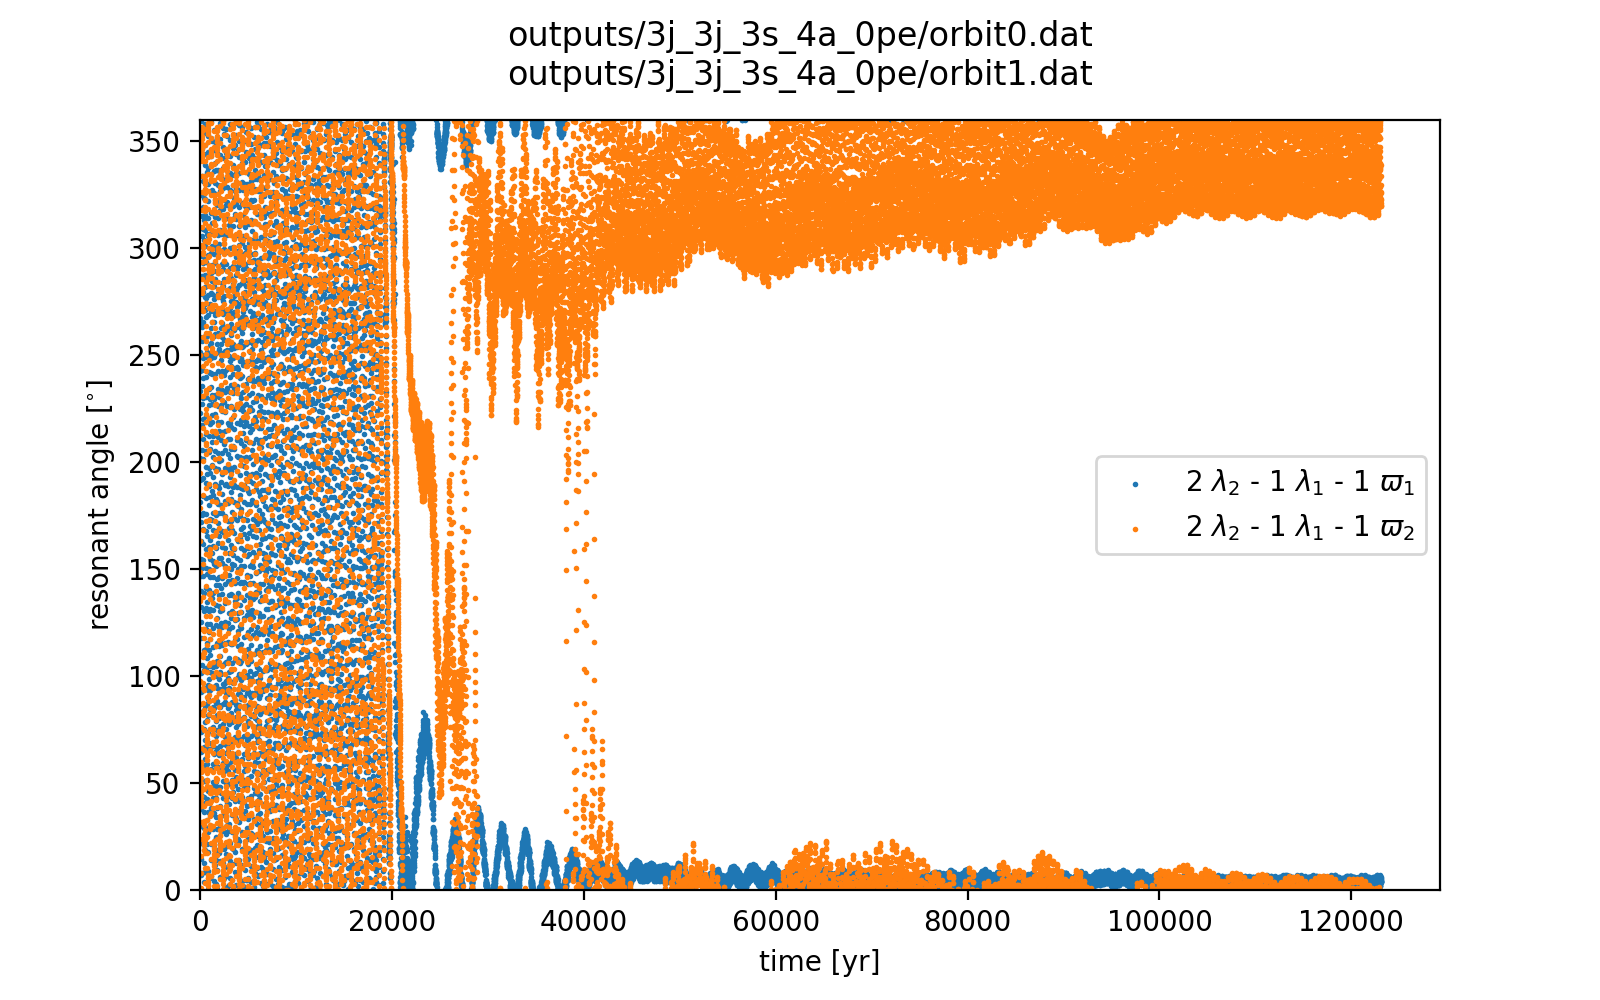 outputs/3j_3j_3s_4a_0pe/orbit0.dat
outputs/3j_3j_3s_4a_0pe/orbit1.dat
350
300
250
200
150
100
50
0
resonant angle [°]
2 λ₂ - 1 λ₁ - 1 ϖ₁
2 λ₂ - 1 λ₁ - 1 ϖ₂
0 20000 40000 60000 80000 100000 120000
time [yr]